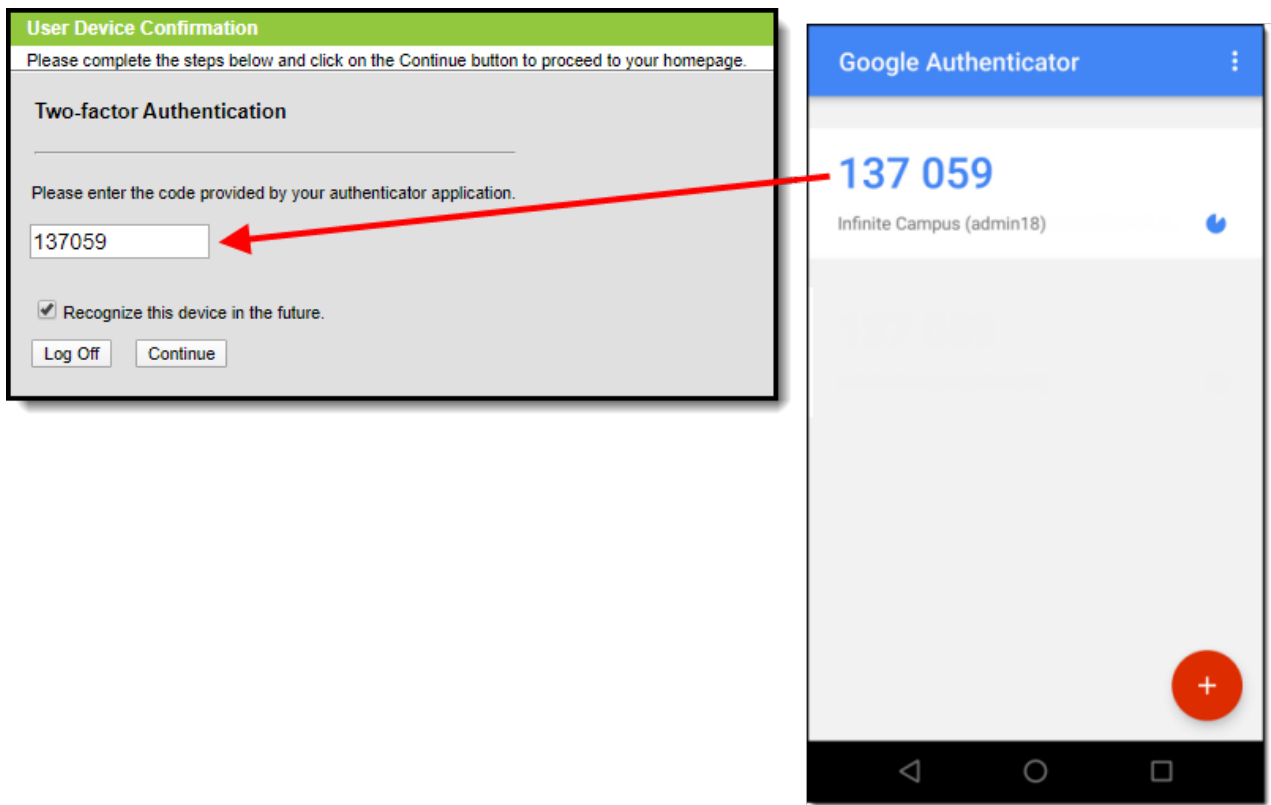 User Device Confirmation
Please complete the steps below and click on the Continue button to proceed to your homepage.
Two-factor Authentication
Please enter the code provided by your authenticator application.
137059
Recognize this device in the future.
Log Off
Continue
Google Authenticator
137 059
Infinite Campus (admin18)
137 059
+